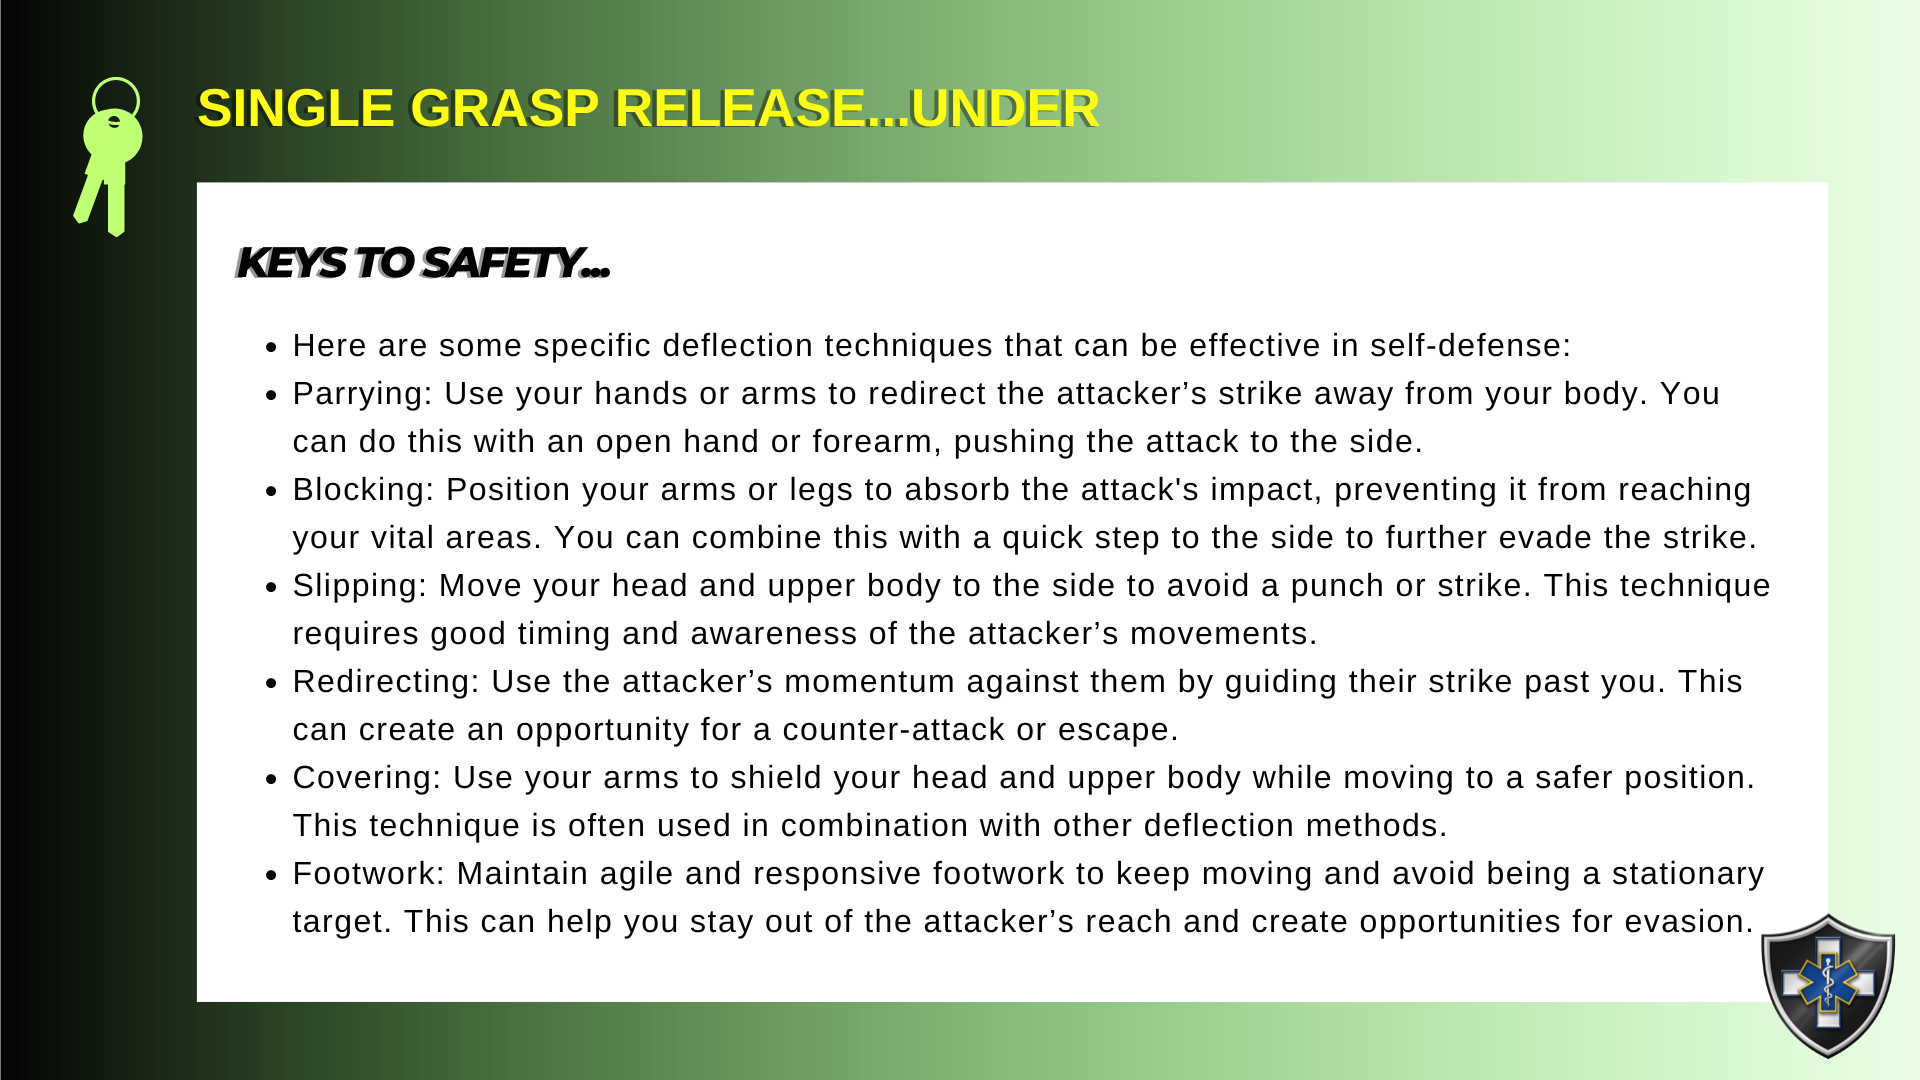 SINGLE GRASP RELEASE...UNDER
KEYS TO SAFETY...
• Here are some specific deflection techniques that can be effective in self-defense:
• Parrying: Use your hands or arms to redirect the attacker’s strike away from your body. You
can do this with an open hand or forearm, pushing the attack to the side.
• Blocking: Position your arms or legs to absorb the attack's impact, preventing it from reaching
your vital areas. You can combine this with a quick step to the side to further evade the strike.
• Slipping: Move your head and upper body to the side to avoid a punch or strike. This technique
requires good timing and awareness of the attacker’s movements.
• Redirecting: Use the attacker’s momentum against them by guiding their strike past you. This
can create an opportunity for a counter-attack or escape.
• Covering: Use your arms to shield your head and upper body while moving to a safer position.
This technique is often used in combination with other deflection methods.
• Footwork: Maintain agile and responsive footwork to keep moving and avoid being a stationary
target. This can help you stay out of the attacker’s reach and create opportunities for evasion.